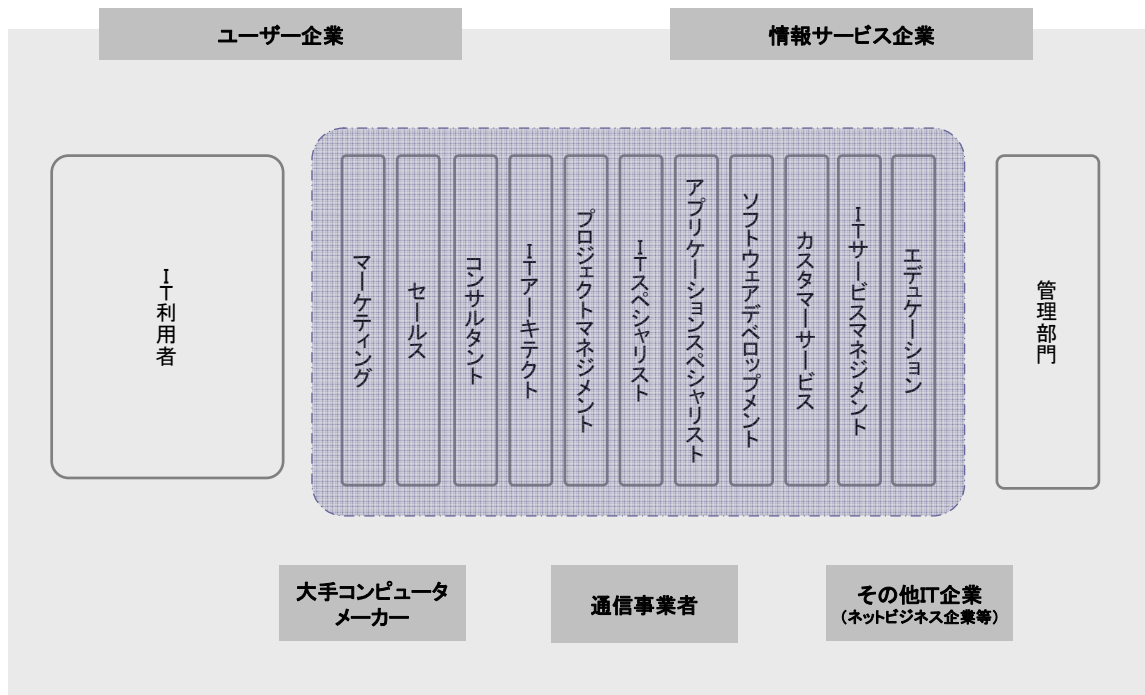 ユーザー企業
情報サービス企業
IT利用者
マーケティング
セールス
コンサルタント
ITアーキテクト
プロジェクトマネジメント
ITスペシャリスト
アプリケーションスペシャリスト
ソフトウェアデベロップメント
カスタマーサービス
ITサービスマネジメント
エデュケーション
管理部門
大手コンピュータ
メーカー
通信事業者
その他IT企業
（ネットビジネス企業等）